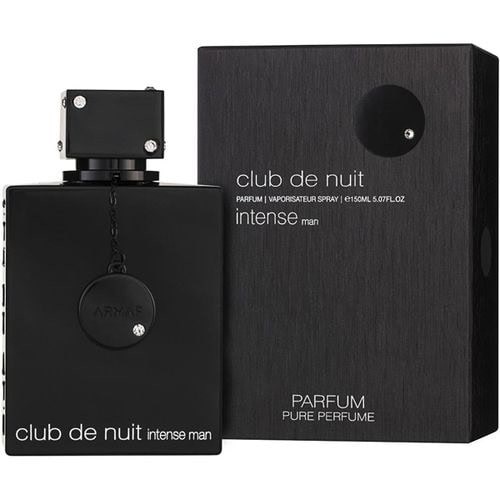 club de nuit
PARFUM | VAPORISATEUR SPRAY | ℮150ML 5.07FL.OZ
intense man
ARMAF
PARFUM
PURE PERFUME
club de nuit intense man